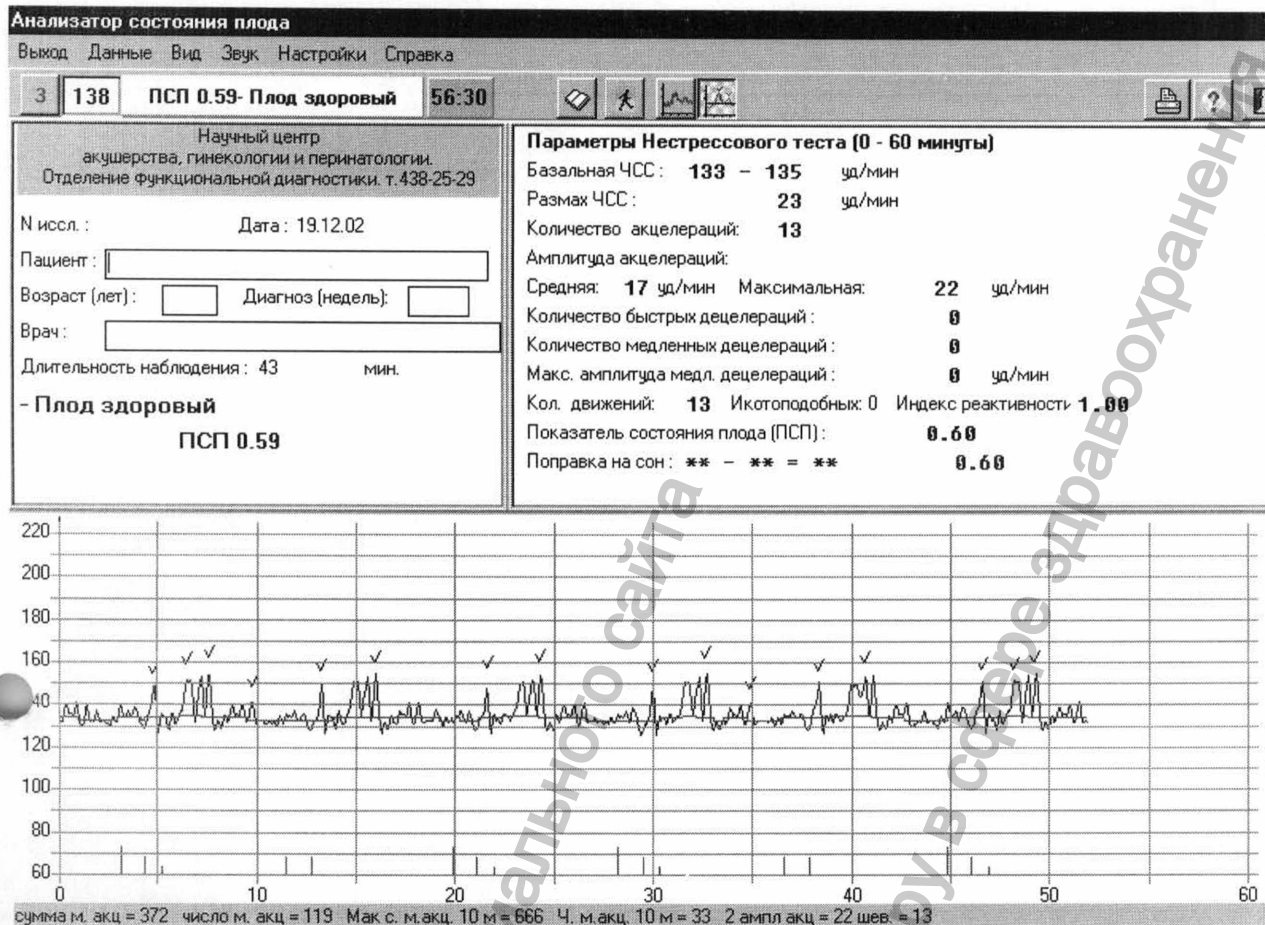 Анализатор состояния плода
Выход Данные Вид Звук Настройки Справка
3 138 ПСП 0.59- Плод здоровый 56:30 ?
Научный центр
акушерства, гинекологии и перинатологии.
Отделение функциональной диагностики. т.438-25-29
N иссл. : Дата : 19.12.02
Пациент :
Возраст (лет) : Диагноз (недель):
Врач :
Длительность наблюдения : 43 мин.
- Плод здоровый
ПСП 0.59
Параметры Нестрессового теста (0 - 60 минуты)
Базальная ЧСС : 133 - 135 уд/мин
Размах ЧСС : 23 уд/мин
Количество акцелераций: 13
Амплитуда акцелераций:
Средняя: 17 уд/мин Максимальная: 22 уд/мин
Количество быстрых децелераций : 0
Количество медленных децелераций : 0
Макс. амплитуда медл. децелераций : 0 уд/мин
Кол. движений: 13 Икотоподобных: 0 Индекс реактивности 1.00
Показатель состояния плода (ПСП) : 0.60
Поправка на сон : ** - ** = ** 0.60
220
200
180
160
140
120
100
80
60
0 10 20 30 40 50 60
сумма м. акц = 372 число м. акц = 119 Мак с. м.акц. 10 м = 666 Ч. м.акц. 10 м = 33 2 ампл акц = 22 шев. = 13
ального сайта
ру в сфере здравоохранения